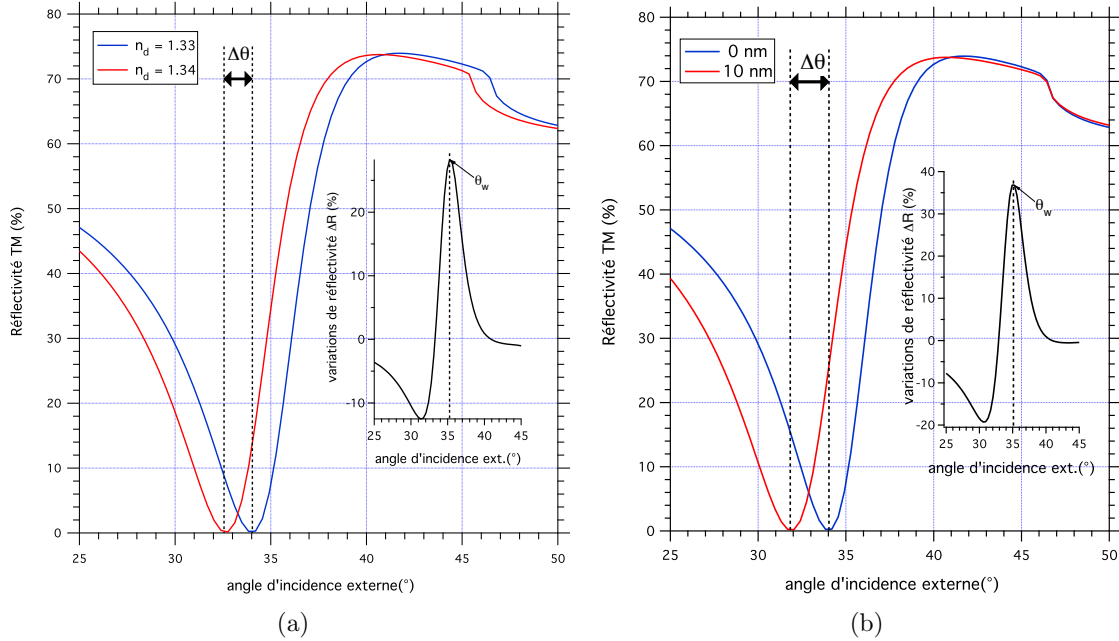 80
70
60
50
40
30
20
10
0
Réflectivité TM (%)
n_d = 1.33
n_d = 1.34
Δθ
25
30
35
40
45
50
angle d'incidence externe(°)
20
10
0
-10
variations de réflectivité ΔR (%)
θ_w
25
30
35
40
45
angle d'incidence ext.(°)
(a)
80
70
60
50
40
30
20
10
0
Réflectivité TM (%)
0 nm
10 nm
Δθ
25
30
35
40
45
50
angle d'incidence externe(°)
40
30
20
10
0
-10
-20
variations de réflectivité ΔR (%)
θ_w
25
30
35
40
45
angle d'incidence ext.(°)
(b)